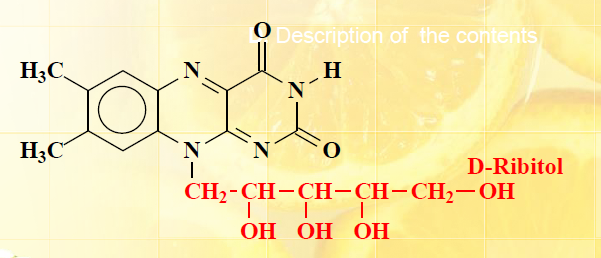 O
Description of the contents
H₃C
N
H
N
H₃C
N
N
O
D-Ribitol
CH₂-CH-CH-CH-CH₂-OH
OH OH OH